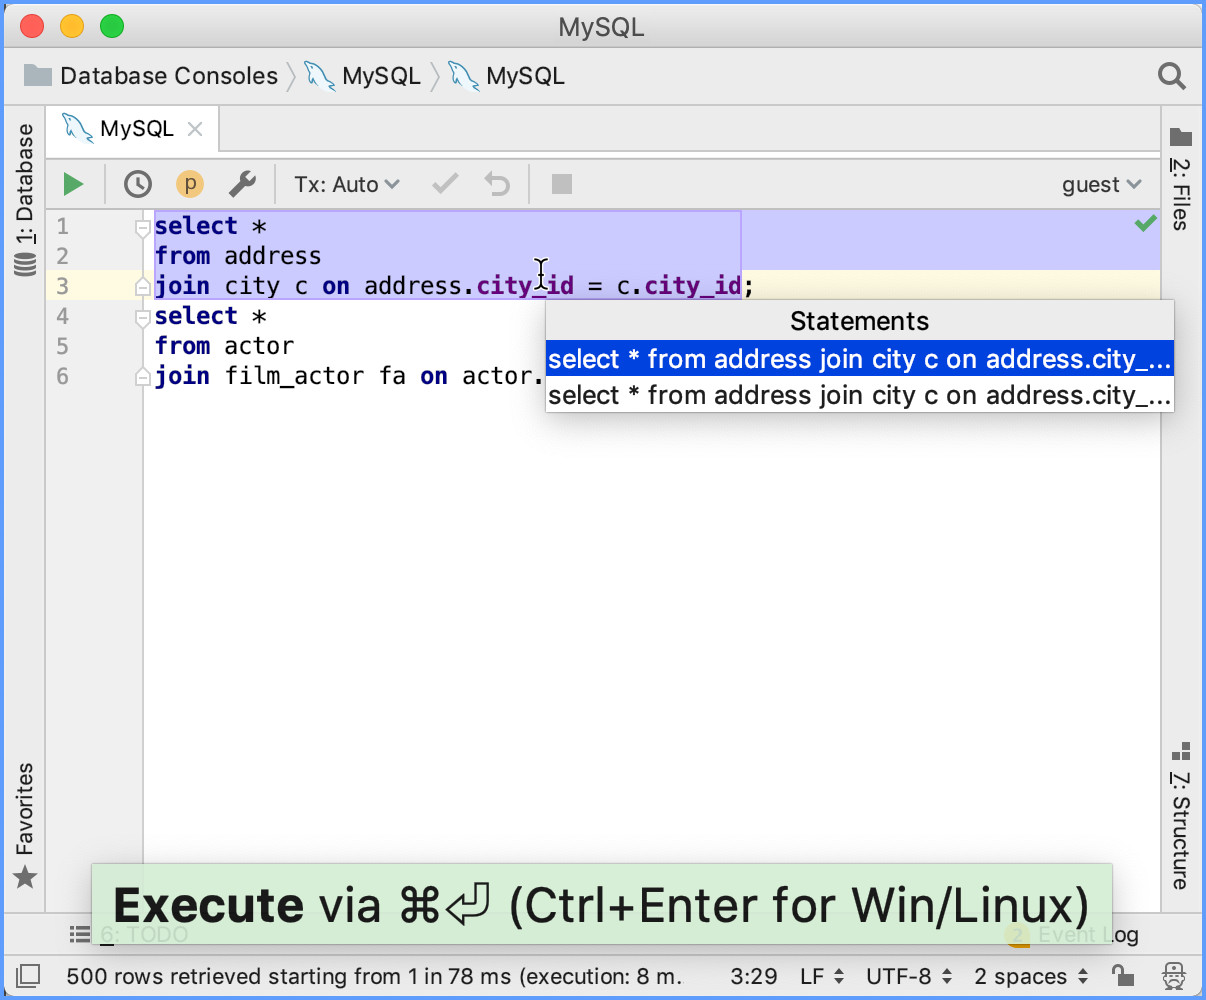 MySQL
Database Consoles MySQL MySQL
MySQL
1: Database
2: Files
p Tx: Auto guest
1 select *
2 from address
3 join city c on address.city_id = c.city_id;
4 select *
5 from actor
6 join film_actor fa on actor.
Statements
select * from address join city c on address.city_...
select * from address join city c on address.city_...
Favorites
7: Structure
Execute via ⌘⏎ (Ctrl+Enter for Win/Linux)
6: TODO 2 Event Log
500 rows retrieved starting from 1 in 78 ms (execution: 8 m. 3:29 LF UTF-8 2 spaces